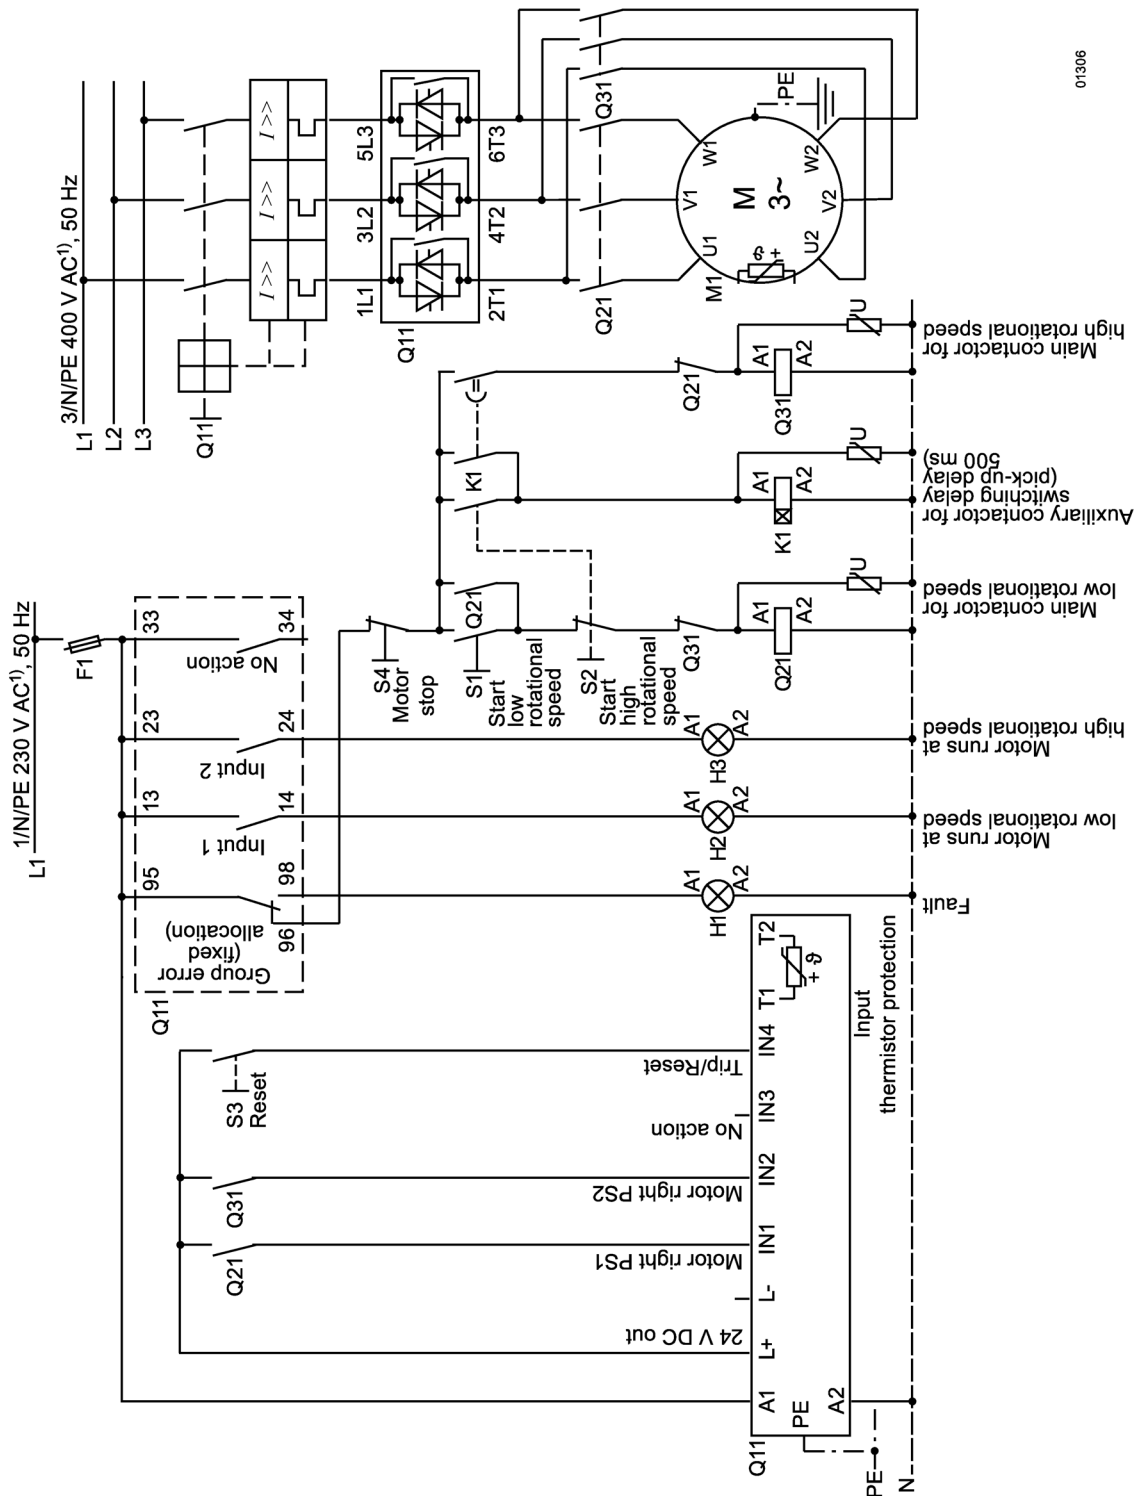 01306
3/N/PE 400 V AC1), 50 Hz
L1
L2
L3
Q11
I >>
I >>
I >>
1L1
3L2
5L3
Q11
2T1
4T2
6T3
Q21
Q31
PE
U1
V1
W1
M
3~
M1
ϑ
+
U2
V2
W2
1/N/PE 230 V AC1), 50 Hz
L1
F1
Q11
95
13
23
33
Group error
(fixed
allocation)
Input 1
Input 2
No action
96
98
14
24
34
S4
Motor
stop
S1
Start
low
rotational
speed
Q21
K1
S2
Start
high
rotational
speed
Q31
Q21
H1
A1
A2
H2
A1
A2
H3
A1
A2
Q21
A1
A2
U
K1
A1
A2
U
Q31
A1
A2
U
Fault
Motor runs at
low rotational speed
Motor runs at
high rotational speed
Main contactor for
low rotational speed
Auxiliary contactor for
switching delay
(pick-up delay
500 ms)
Main contactor for
high rotational speed
Q21
Q31
S3
Reset
24 V DC out
Motor right PS1
Motor right PS2
No action
Trip/Reset
Q11
A1
L+
L-
IN1
IN2
IN3
IN4
T1
T2
PE
A2
+ ϑ
Input
thermistor protection
PE
N